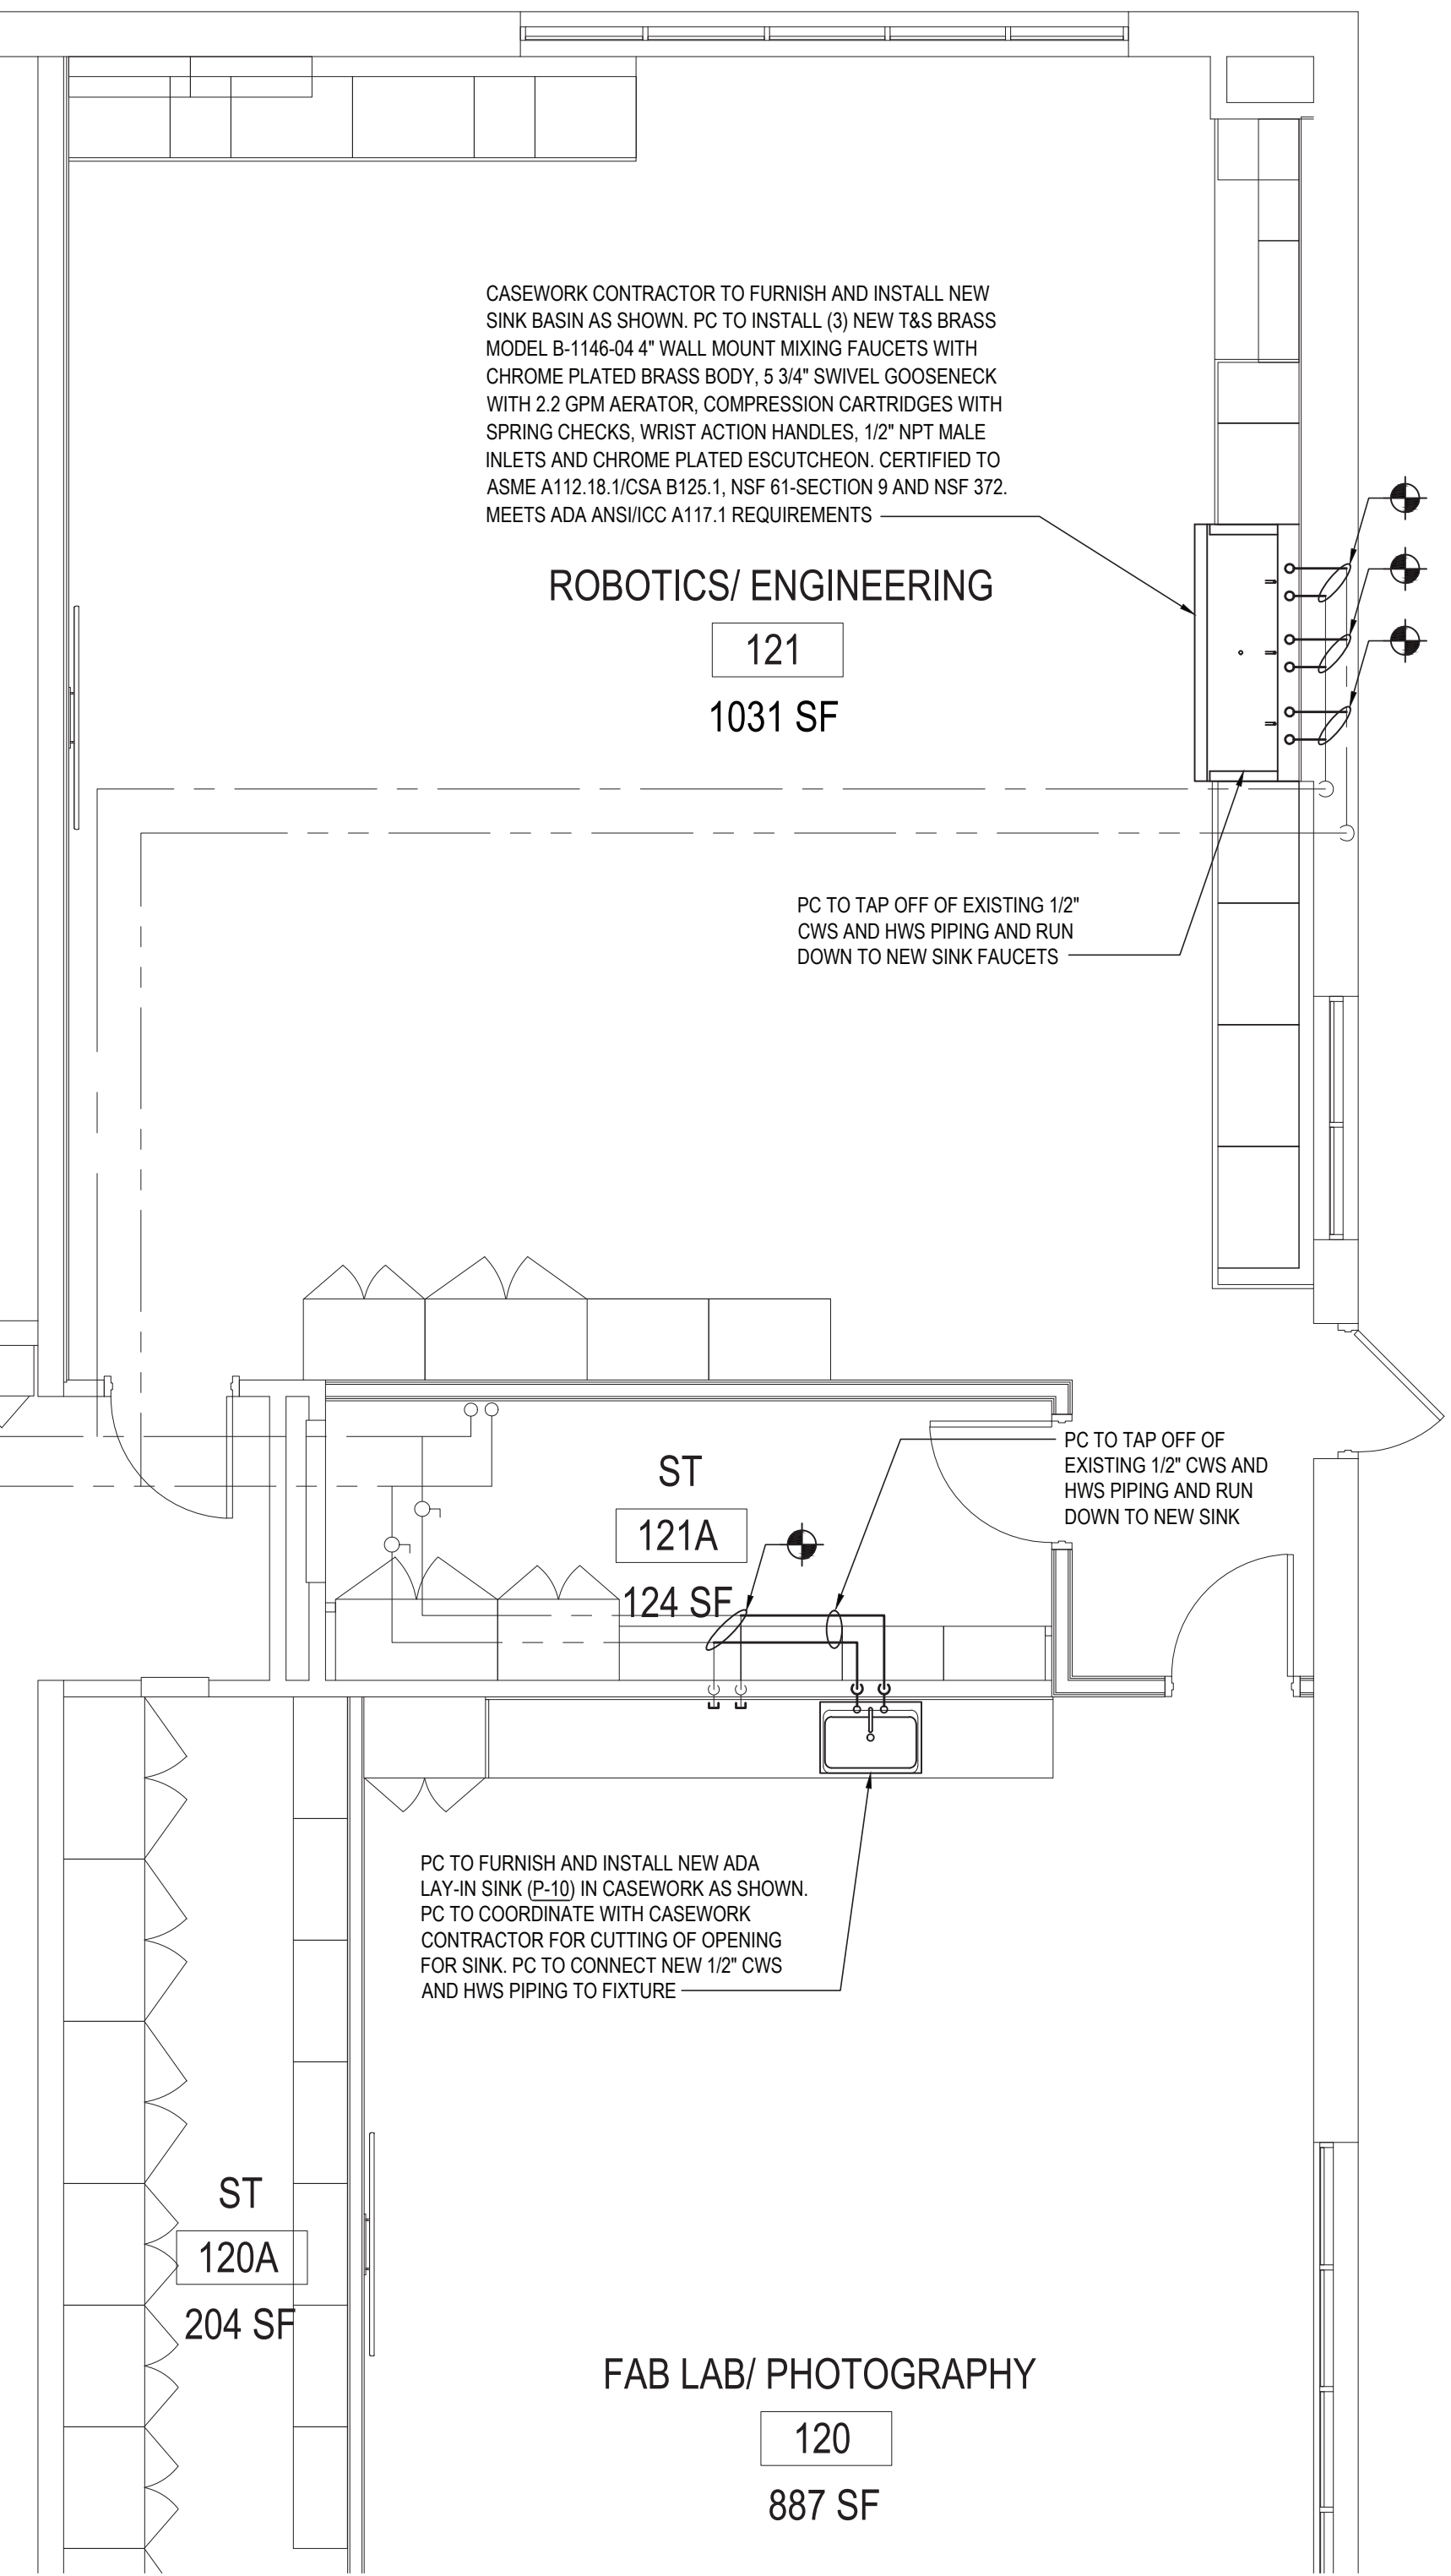 CASEWORK CONTRACTOR TO FURNISH AND INSTALL NEW
SINK BASIN AS SHOWN. PC TO INSTALL (3) NEW T&S BRASS
MODEL B-1146-04 4" WALL MOUNT MIXING FAUCETS WITH
CHROME PLATED BRASS BODY, 5 3/4" SWIVEL GOOSENECK
WITH 2.2 GPM AERATOR, COMPRESSION CARTRIDGES WITH
SPRING CHECKS, WRIST ACTION HANDLES, 1/2" NPT MALE
INLETS AND CHROME PLATED ESCUTCHEON. CERTIFIED TO
ASME A112.18.1/CSA B125.1, NSF 61-SECTION 9 AND NSF 372.
MEETS ADA ANSI/ICC A117.1 REQUIREMENTS
ROBOTICS/ ENGINEERING
121
1031 SF
PC TO TAP OFF OF EXISTING 1/2"
CWS AND HWS PIPING AND RUN
DOWN TO NEW SINK FAUCETS
ST
121A
124 SF
PC TO TAP OFF OF
EXISTING 1/2" CWS AND
HWS PIPING AND RUN
DOWN TO NEW SINK
PC TO FURNISH AND INSTALL NEW ADA
LAY-IN SINK (P-10) IN CASEWORK AS SHOWN.
PC TO COORDINATE WITH CASEWORK
CONTRACTOR FOR CUTTING OF OPENING
FOR SINK. PC TO CONNECT NEW 1/2" CWS
AND HWS PIPING TO FIXTURE
ST
120A
204 SF
FAB LAB/ PHOTOGRAPHY
120
887 SF